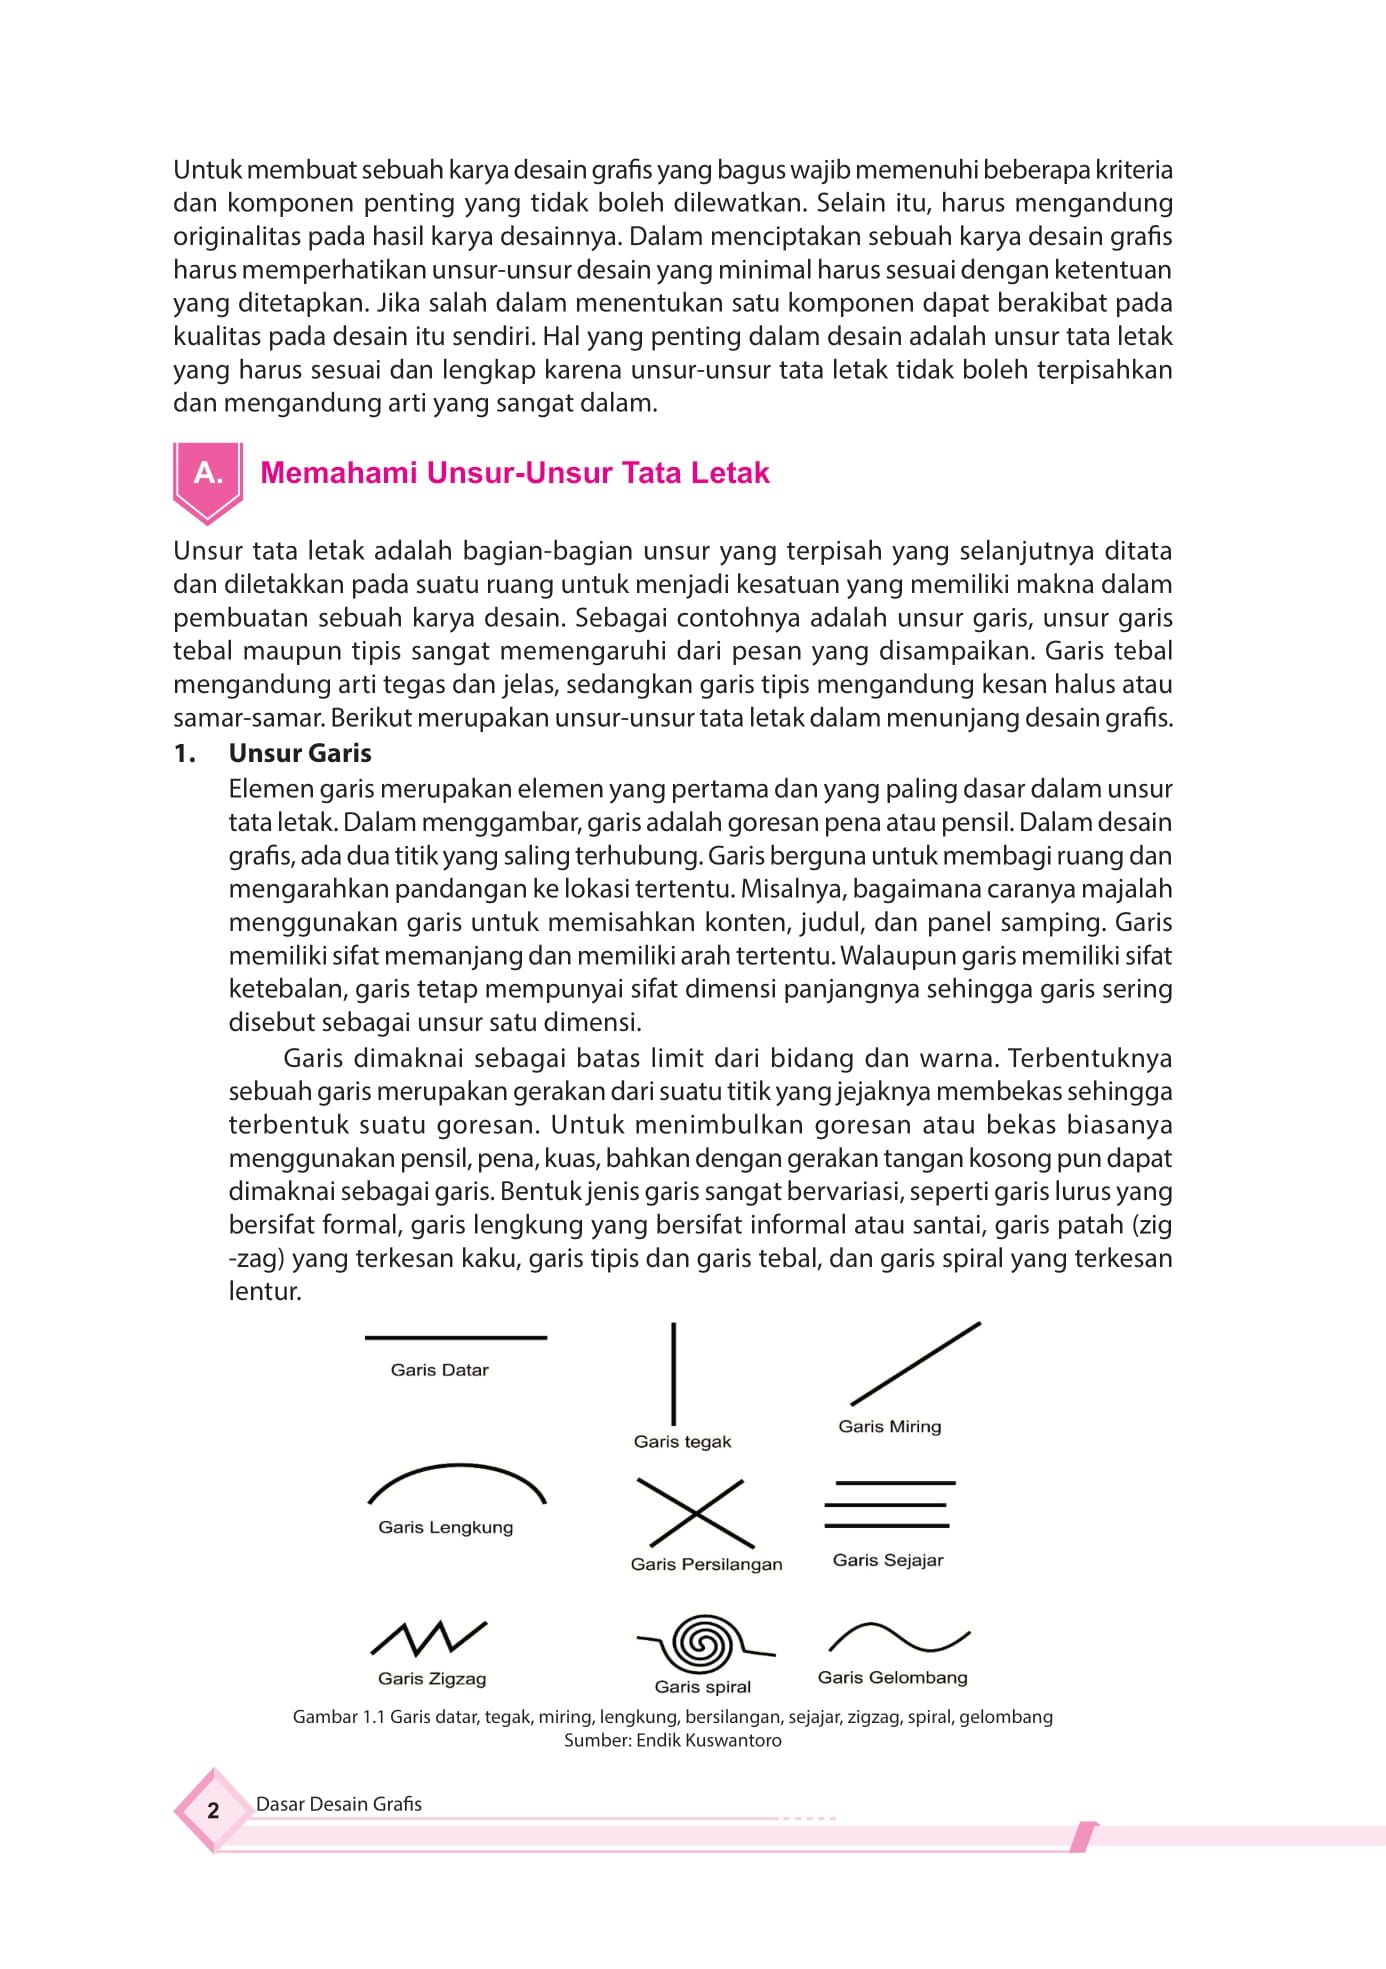 Untuk membuat sebuah karya desain grafis yang bagus wajib memenuhi beberapa kriteria
dan komponen penting yang tidak boleh dilewatkan. Selain itu, harus mengandung
originalitas pada hasil karya desainnya. Dalam menciptakan sebuah karya desain grafis
harus memperhatikan unsur-unsur desain yang minimal harus sesuai dengan ketentuan
yang ditetapkan. Jika salah dalam menentukan satu komponen dapat berakibat pada
kualitas pada desain itu sendiri. Hal yang penting dalam desain adalah unsur tata letak
yang harus sesuai dan lengkap karena unsur-unsur tata letak tidak boleh terpisahkan
dan mengandung arti yang sangat dalam.
A. Memahami Unsur-Unsur Tata Letak
Unsur tata letak adalah bagian-bagian unsur yang terpisah yang selanjutnya ditata
dan diletakkan pada suatu ruang untuk menjadi kesatuan yang memiliki makna dalam
pembuatan sebuah karya desain. Sebagai contohnya adalah unsur garis, unsur garis
tebal maupun tipis sangat memengaruhi dari pesan yang disampaikan. Garis tebal
mengandung arti tegas dan jelas, sedangkan garis tipis mengandung kesan halus atau
samar-samar. Berikut merupakan unsur-unsur tata letak dalam menunjang desain grafis.
1. Unsur Garis
Elemen garis merupakan elemen yang pertama dan yang paling dasar dalam unsur
tata letak. Dalam menggambar, garis adalah goresan pena atau pensil. Dalam desain
grafis, ada dua titik yang saling terhubung. Garis berguna untuk membagi ruang dan
mengarahkan pandangan ke lokasi tertentu. Misalnya, bagaimana caranya majalah
menggunakan garis untuk memisahkan konten, judul, dan panel samping. Garis
memiliki sifat memanjang dan memiliki arah tertentu. Walaupun garis memiliki sifat
ketebalan, garis tetap mempunyai sifat dimensi panjangnya sehingga garis sering
disebut sebagai unsur satu dimensi.
Garis dimaknai sebagai batas limit dari bidang dan warna. Terbentuknya
sebuah garis merupakan gerakan dari suatu titik yang jejaknya membekas sehingga
terbentuk suatu goresan. Untuk menimbulkan goresan atau bekas biasanya
menggunakan pensil, pena, kuas, bahkan dengan gerakan tangan kosong pun dapat
dimaknai sebagai garis. Bentuk jenis garis sangat bervariasi, seperti garis lurus yang
bersifat formal, garis lengkung yang bersifat informal atau santai, garis patah (zig
-zag) yang terkesan kaku, garis tipis dan garis tebal, dan garis spiral yang terkesan
lentur.
Garis Datar
Garis tegak
Garis Miring
Garis Lengkung
Garis Persilangan
Garis Sejajar
Garis Zigzag
Garis spiral
Garis Gelombang
Gambar 1.1 Garis datar, tegak, miring, lengkung, bersilangan, sejajar, zigzag, spiral, gelombang
Sumber: Endik Kuswantoro
2 Dasar Desain Grafis